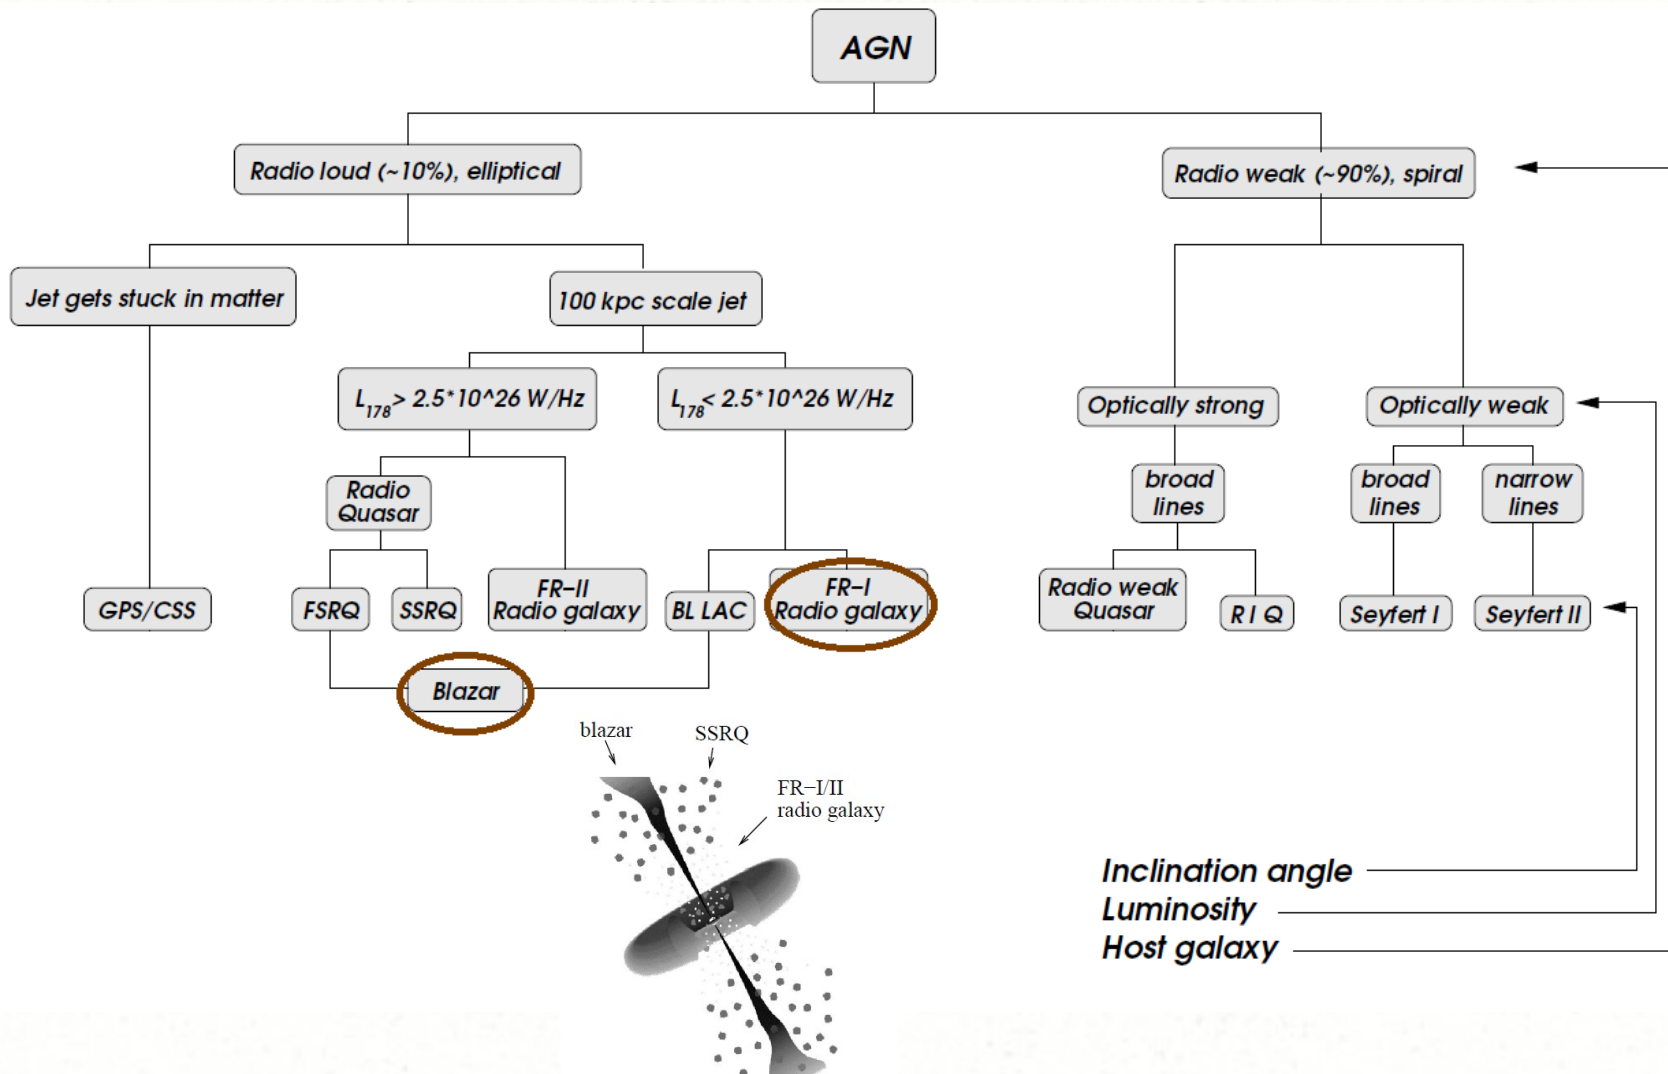 AGN
Radio loud (~10%), elliptical
Radio weak (~90%), spiral
Jet gets stuck in matter
100 kpc scale jet
L178> 2.5*10^26 W/Hz
L178< 2.5*10^26 W/Hz
Optically strong
Optically weak
Radio
Quasar
broad
lines
broad
lines
narrow
lines
GPS/CSS
FSRQ
SSRQ
FR-II
Radio galaxy
BL LAC
FR-I
Radio galaxy
Radio weak
Quasar
R I Q
Seyfert I
Seyfert II
Blazar
blazar
SSRQ
FR-I/II
radio galaxy
Inclination angle
Luminosity
Host galaxy